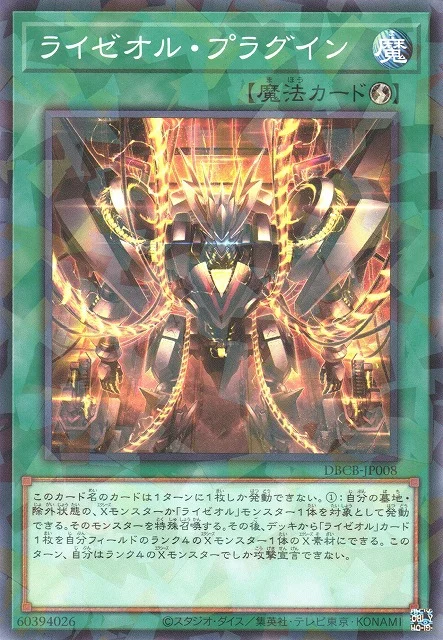 ライゼオル・プラグイン
魔
【魔法カード】
DBCB-JP008
このカード名のカードは1ターンに1枚しか発動できない。①：自分の墓地・
除外状態の、Xモンスターか「ライゼオル」モンスター1体を対象として発動
できる。そのモンスターを特殊召喚する。その後、デッキから「ライゼオル」カード
1枚を自分フィールドのランク4のXモンスター1体のX素材にできる。この
ターン、自分はランク4のXモンスターでしか攻撃宣言できない。
60394026
©スタジオ・ダイス／集英社・テレビ東京・KONAMI